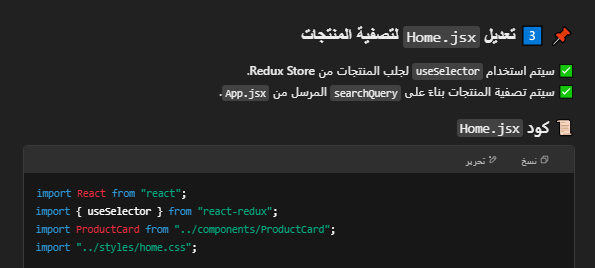 📌 3️⃣ تعديل Home.jsx لتصفية المنتجات
✅ سيتم استخدام useSelector لجلب المنتجات من Redux Store.
✅ سيتم تصفية المنتجات بناءً على searchQuery المرسل من App.jsx.
📜 كود Home.jsx
نسخ تحرير
import React from "react";
import { useSelector } from "react-redux";
import ProductCard from "../components/ProductCard";
import "../styles/home.css";